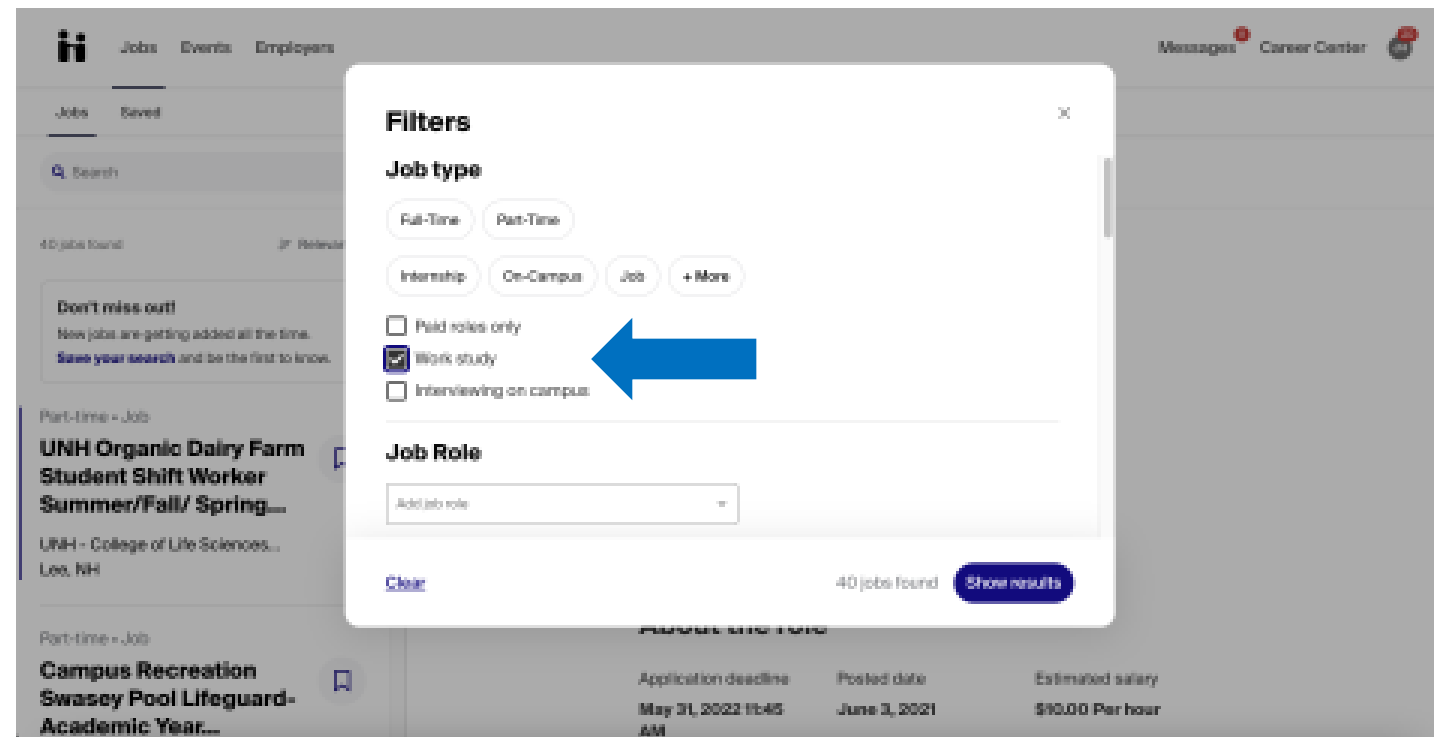 Jobs Events Employers
Messages Career Center
Jobs Saved
Search
40 jobs found
Don't miss out!
New jobs are getting added all the time.
Save your search and be the first to know.
Part-time • Job
UNH Organic Dairy Farm
Student Shift Worker
Summer/Fall/ Spring...
UNH - College of Life Sciences...
Lee, NH
Part-time • Job
Campus Recreation
Swasey Pool Lifeguard-
Academic Year...
Filters
Job type
Full-Time Part-Time
Internship On-Campus Job + More
Paid roles only
Work study
Interviewing on campus
Job Role
Add job role
Clear 40 jobs found Show results
About the role
Application deadline Posted date Estimated salary
May 31, 2022 11:45 June 3, 2021 $10.00 Per hour
AM